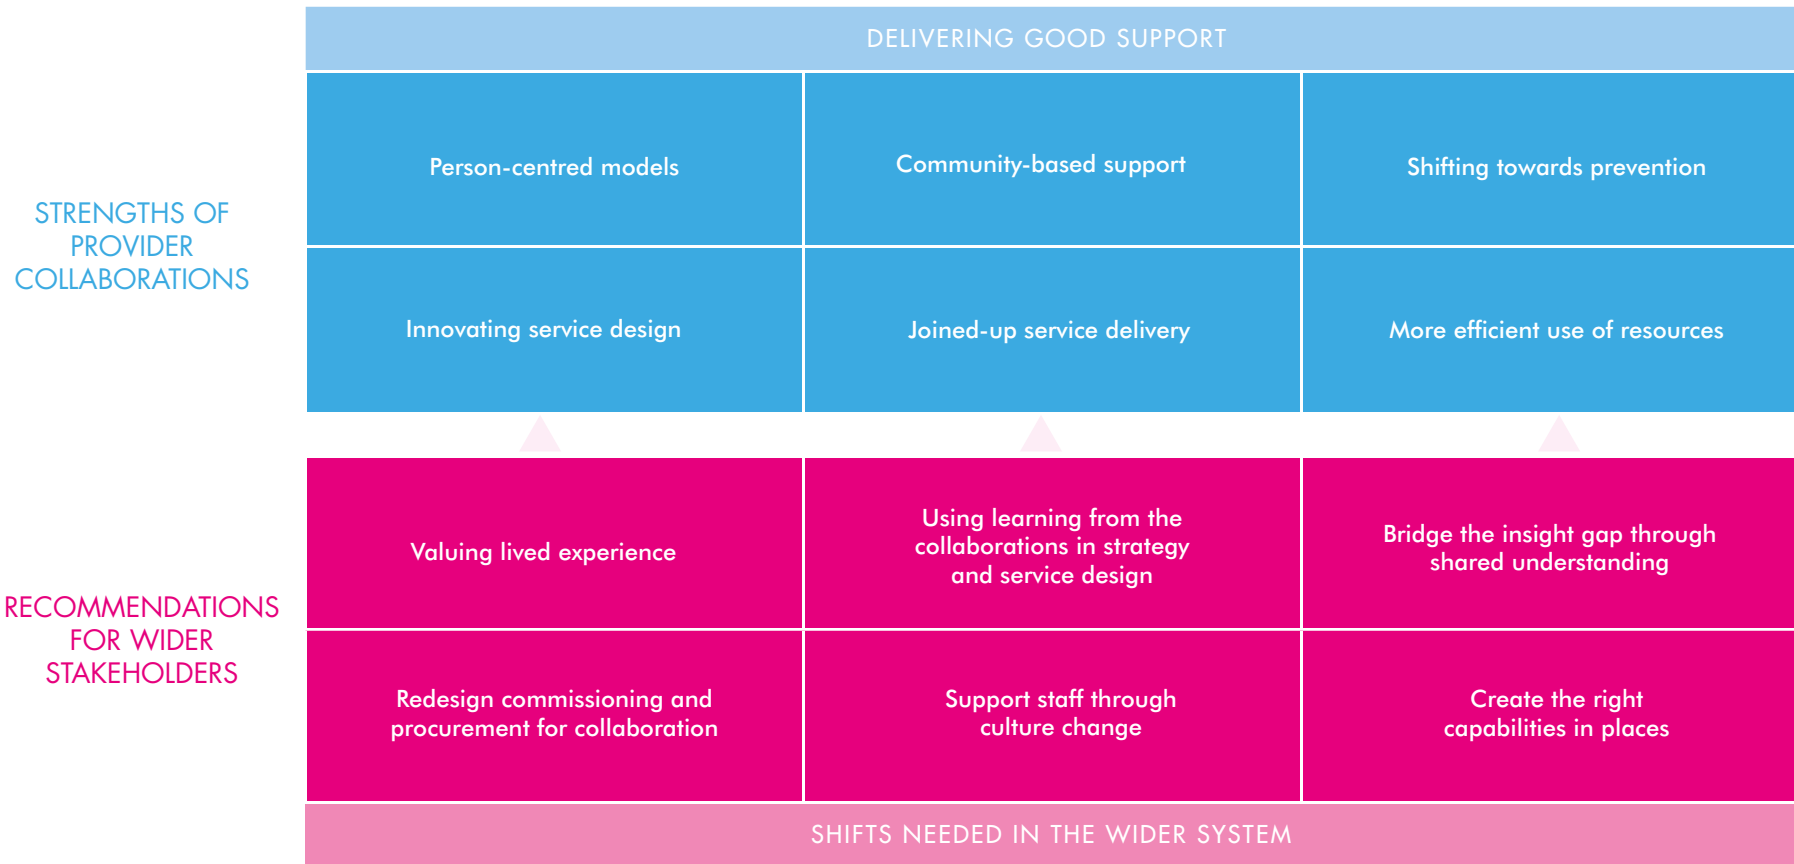 DELIVERING GOOD SUPPORT
STRENGTHS OF
PROVIDER
COLLABORATIONS
Person-centred models
Community-based support
Shifting towards prevention
Innovating service design
Joined-up service delivery
More efficient use of resources
RECOMMENDATIONS
FOR WIDER
STAKEHOLDERS
Valuing lived experience
Using learning from the
collaborations in strategy
and service design
Bridge the insight gap through
shared understanding
Redesign commissioning and
procurement for collaboration
Support staff through
culture change
Create the right
capabilities in places
SHIFTS NEEDED IN THE WIDER SYSTEM